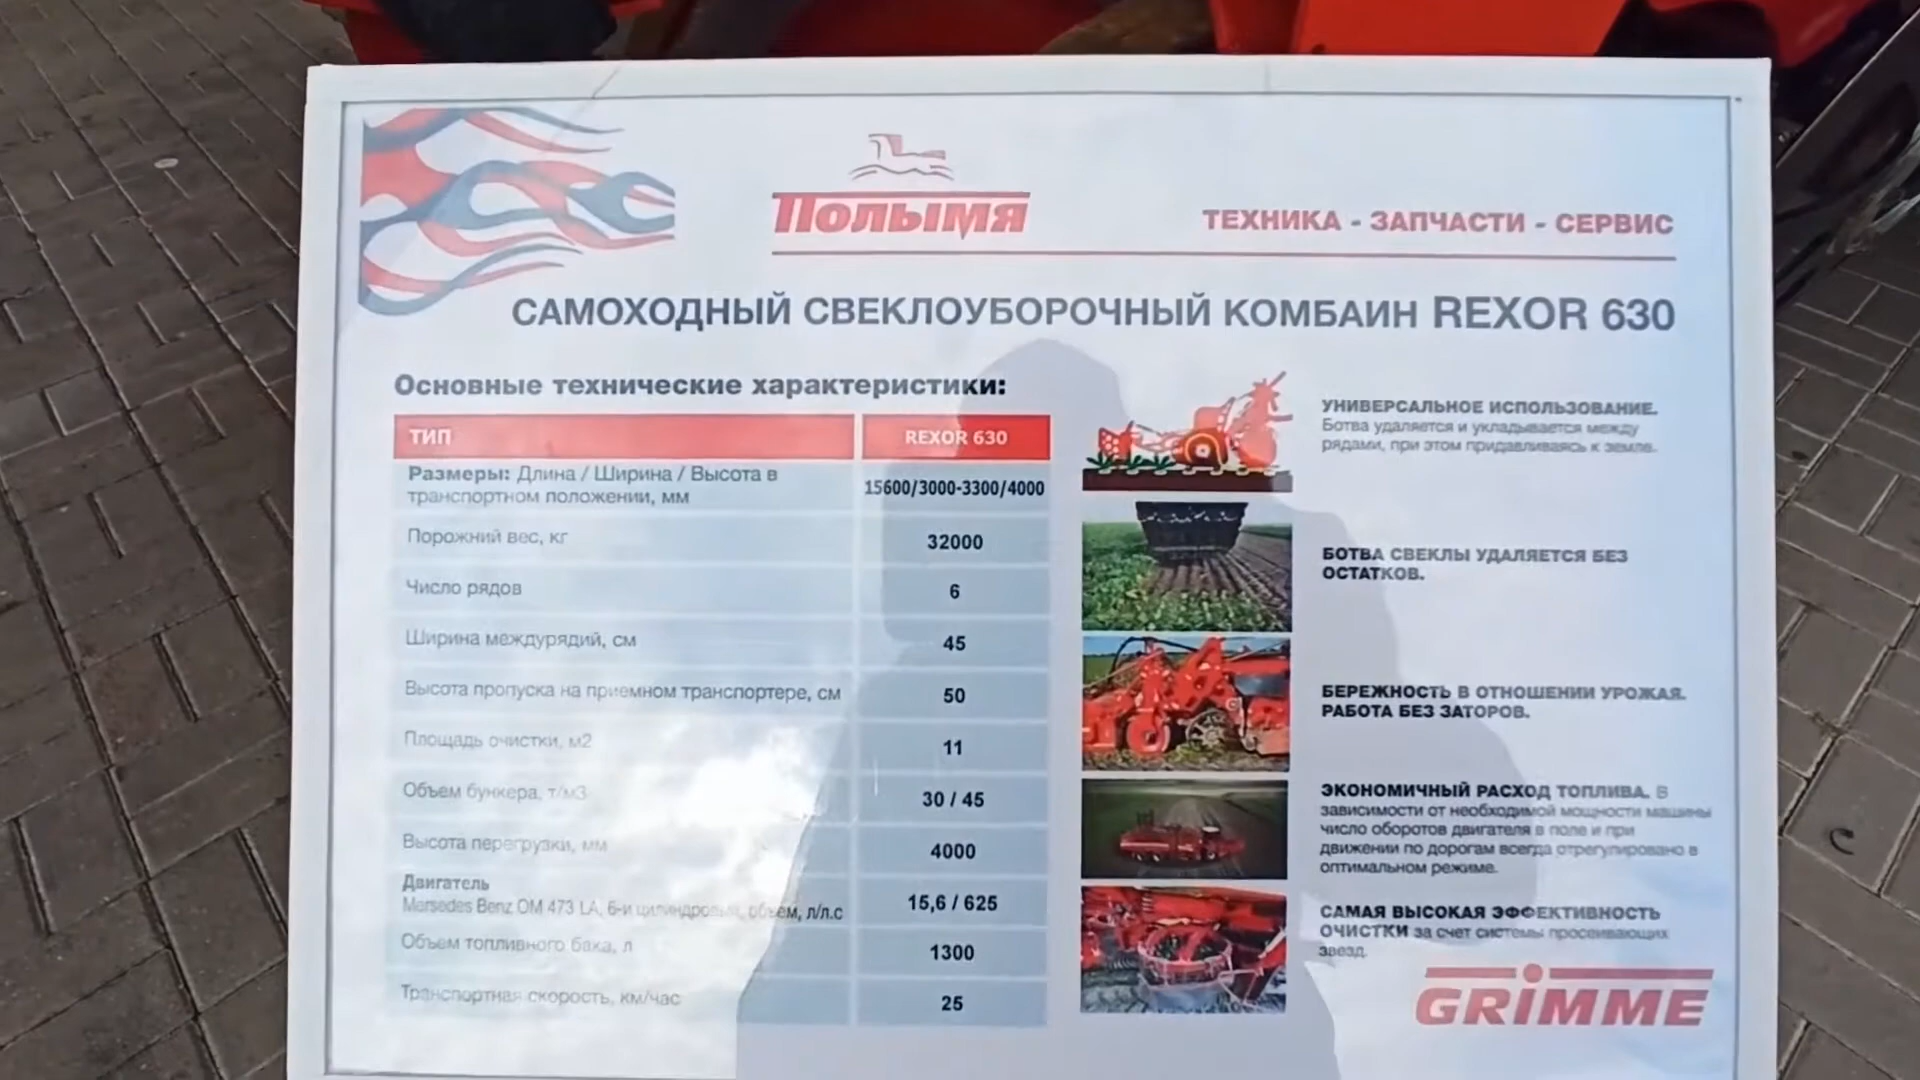 Полымя
ТЕХНИКА - ЗАПЧАСТИ - СЕРВИС
САМОХОДНЫЙ СВЕКЛОУБОРОЧНЫЙ КОМБАИН REXOR 630
Основные технические характеристики:
ТИП REXOR 630
Размеры: Длина / Ширина / Высота в
транспортном положении, мм
15600/3000-3300/4000
Порожний вес, кг 32000
Число рядов 6
Ширина междурядий, см 45
Высота пропуска на приемном транспортере, см 50
Площадь очистки, м2 11
Объем бункера, т/м3 30 / 45
Высота перегрузки, мм 4000
Двигатель
Mersedes Benz OM 473 LA, 6-и цилиндровый, объем, л/л.с 15,6 / 625
Объем топливного бака, л 1300
Транспортная скорость, км/час 25
УНИВЕРСАЛЬНОЕ ИСПОЛЬЗОВАНИЕ.
Ботва удаляется и укладывается между
рядами, при этом придавливаясь к земле.
БОТВА СВЕКЛЫ УДАЛЯЕТСЯ БЕЗ
ОСТАТКОВ.
БЕРЕЖНОСТЬ В ОТНОШЕНИИ УРОЖАЯ.
РАБОТА БЕЗ ЗАТОРОВ.
ЭКОНОМИЧНЫЙ РАСХОД ТОПЛИВА. В
зависимости от необходимой мощности машины
число оборотов двигателя в поле и при
движении по дорогам всегда отрегулировано в
оптимальном режиме.
САМАЯ ВЫСОКАЯ ЭФФЕКТИВНОСТЬ
ОЧИСТКИ за счет системы просеивающих
звезд.
GRIMME